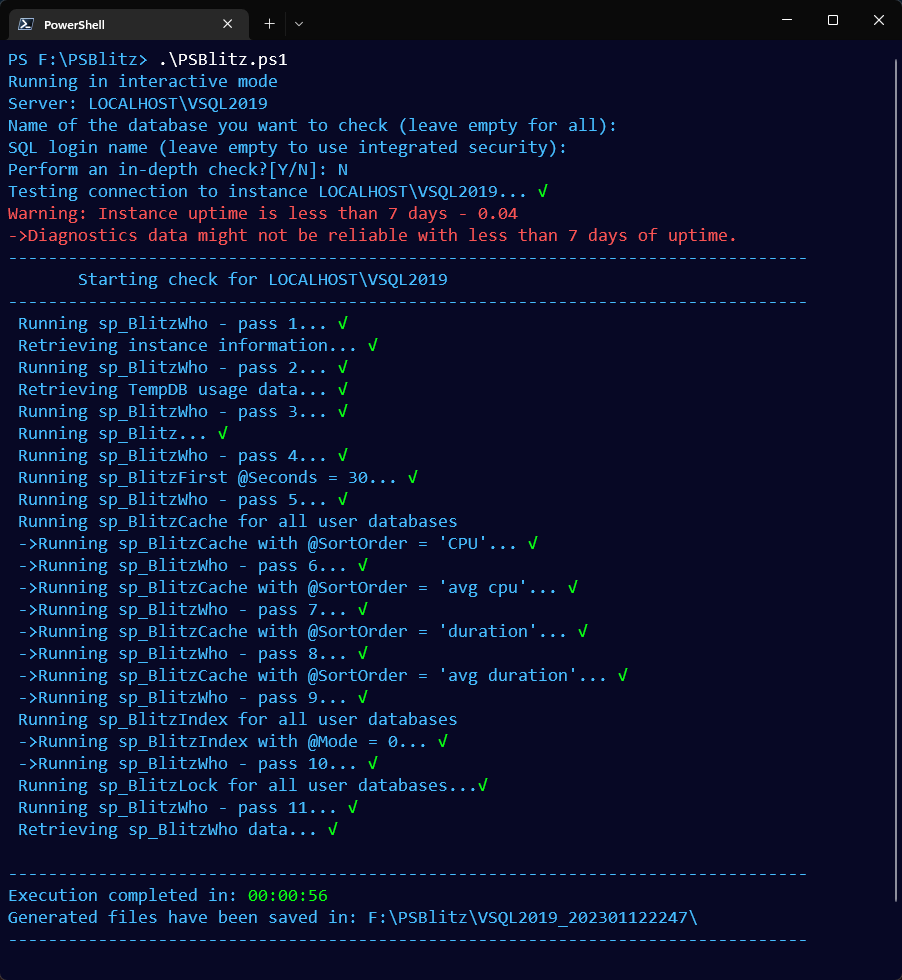 PowerShell
PS F:\PSBlitz> .\PSBlitz.ps1
Running in interactive mode
Server: LOCALHOST\VSQL2019
Name of the database you want to check (leave empty for all):
SQL login name (leave empty to use integrated security):
Perform an in-depth check?[Y/N]: N
Testing connection to instance LOCALHOST\VSQL2019... √
Warning: Instance uptime is less than 7 days - 0.04
->Diagnostics data might not be reliable with less than 7 days of uptime.
--------------------------------------------------------------------------------
       Starting check for LOCALHOST\VSQL2019
--------------------------------------------------------------------------------
 Running sp_BlitzWho - pass 1... √
 Retrieving instance information... √
 Running sp_BlitzWho - pass 2... √
 Retrieving TempDB usage data... √
 Running sp_BlitzWho - pass 3... √
 Running sp_Blitz... √
 Running sp_BlitzWho - pass 4... √
 Running sp_BlitzFirst @Seconds = 30... √
 Running sp_BlitzWho - pass 5... √
 Running sp_BlitzCache for all user databases
 ->Running sp_BlitzCache with @SortOrder = 'CPU'... √
 ->Running sp_BlitzWho - pass 6... √
 ->Running sp_BlitzCache with @SortOrder = 'avg cpu'... √
 ->Running sp_BlitzWho - pass 7... √
 ->Running sp_BlitzCache with @SortOrder = 'duration'... √
 ->Running sp_BlitzWho - pass 8... √
 ->Running sp_BlitzCache with @SortOrder = 'avg duration'... √
 ->Running sp_BlitzWho - pass 9... √
 Running sp_BlitzIndex for all user databases
 ->Running sp_BlitzIndex with @Mode = 0... √
 ->Running sp_BlitzWho - pass 10... √
 Running sp_BlitzLock for all user databases...√
 Running sp_BlitzWho - pass 11... √
 Retrieving sp_BlitzWho data... √
--------------------------------------------------------------------------------
Execution completed in: 00:00:56
Generated files have been saved in: F:\PSBlitz\VSQL2019_202301122247\
--------------------------------------------------------------------------------